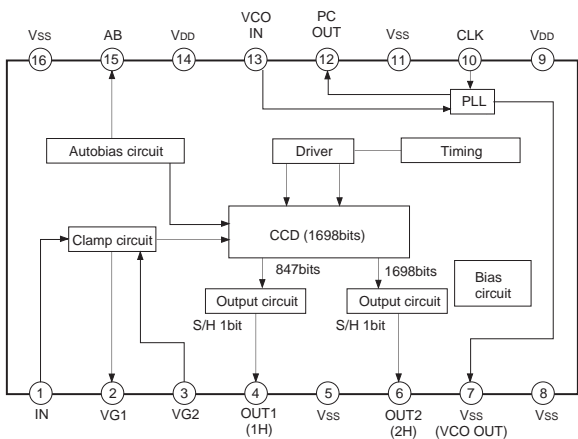 VSS
AB
VDD
VCO
IN
PC
OUT
VSS
CLK
VDD
16
15
14
13
12
11
10
9
PLL
Autobias circuit
Driver
Timing
CCD (1698bits)
Clamp circuit
847bits
1698bits
Bias
circuit
Output circuit
Output circuit
S/H 1bit
S/H 1bit
1
2
3
4
5
6
7
8
IN
VG1
VG2
OUT1
(1H)
VSS
OUT2
(2H)
VSS
(VCO OUT)
VSS